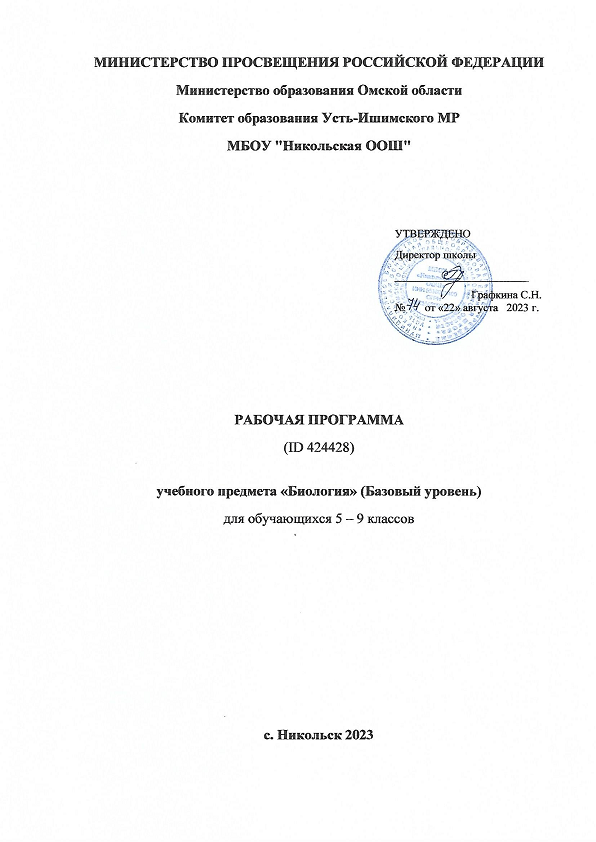 МИНИСТЕРСТВО ПРОСВЕЩЕНИЯ РОССИЙСКОЙ ФЕДЕРАЦИИ
Министерство образования Омской области
Комитет образования Усть-Ишимского МР
МБОУ "Никольская ООШ"
УТВЕРЖДЕНО
Директор школы
Графкина С.Н.
№ 74 от «22» августа 2023 г.
РАБОЧАЯ ПРОГРАММА
(ID 424428)
учебного предмета «Биология» (Базовый уровень)
для обучающихся 5 – 9 классов
с. Никольск 2023